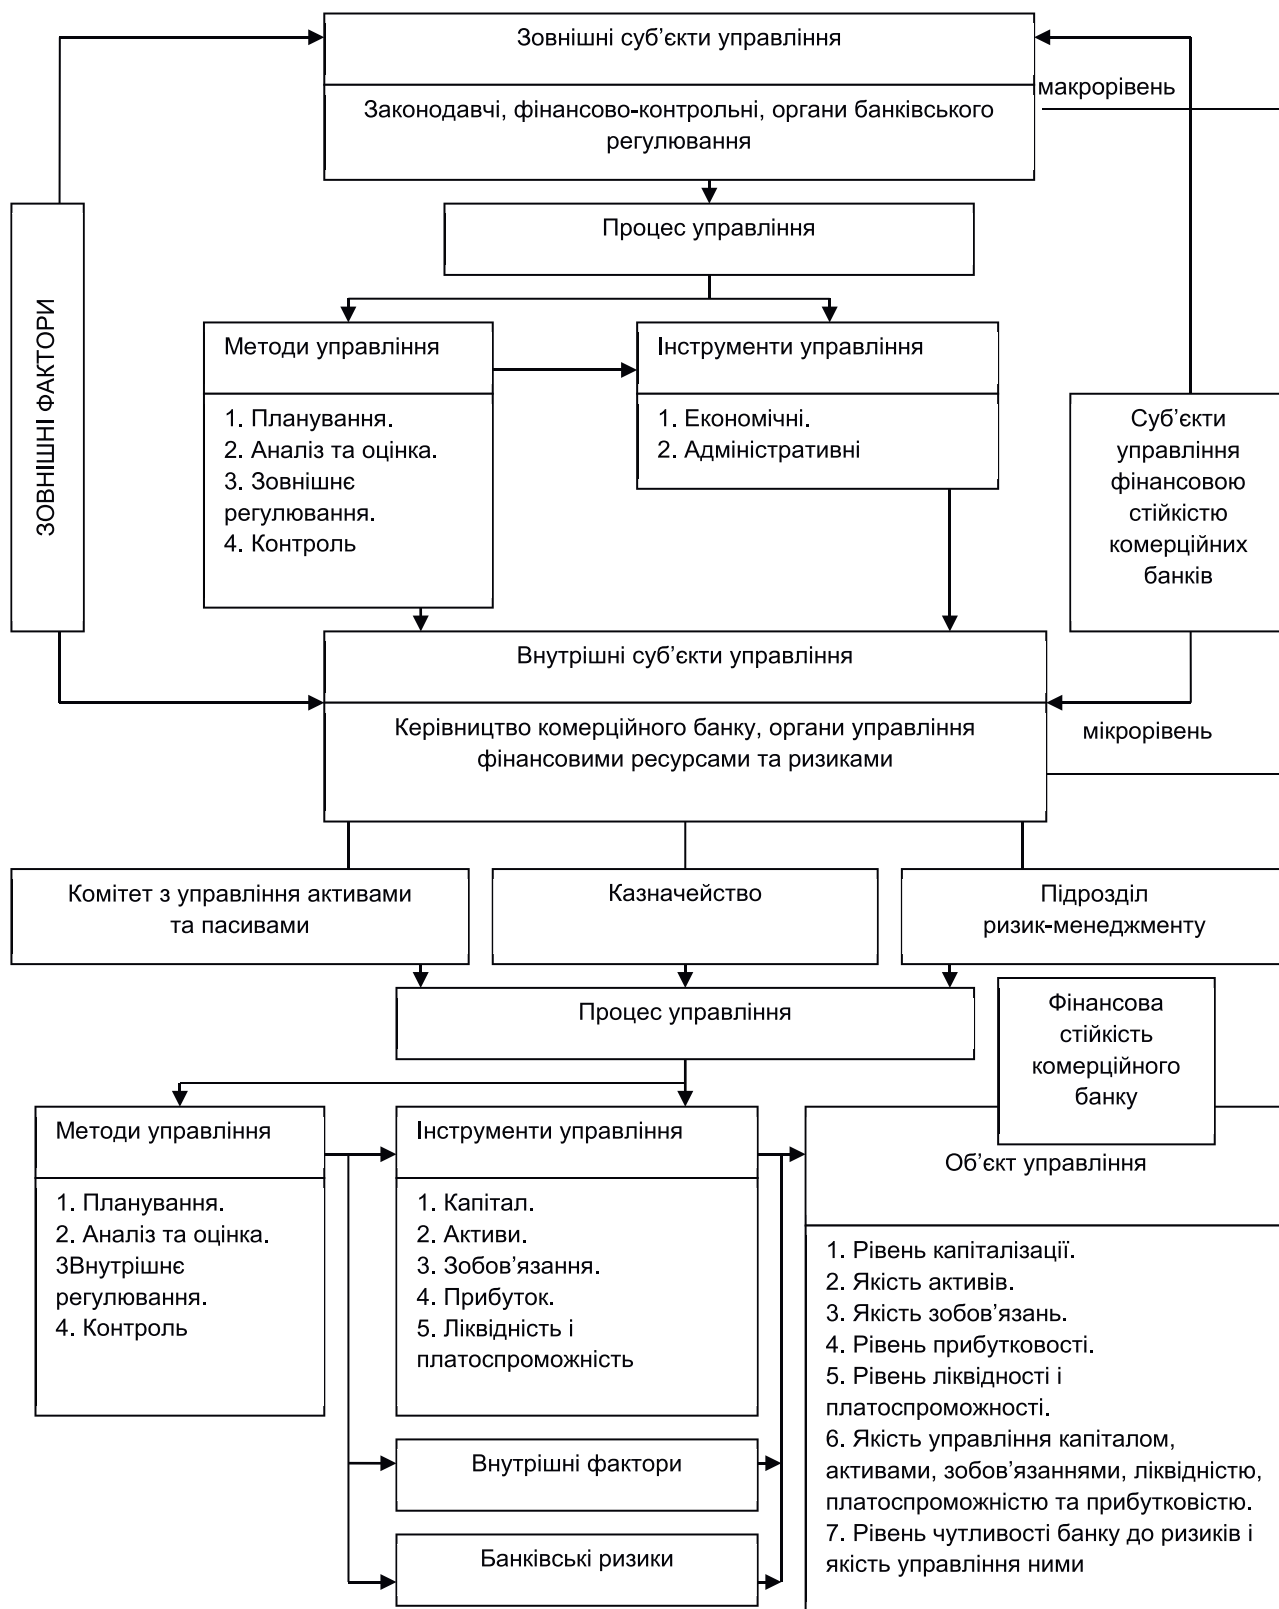 Зовнішні суб’єкти управління
макрорівень
Законодавчі, фінансово-контрольні, органи банківського
регулювання
Процес управління
ЗОВНІШНІ ФАКТОРИ
Методи управління
1. Планування.
2. Аналіз та оцінка.
3. Зовнішнє
регулювання.
4. Контроль
Інструменти управління
1. Економічні.
2. Адміністративні
Суб’єкти
управління
фінансовою
стійкістю
комерційних
банків
Внутрішні суб’єкти управління
Керівництво комерційного банку, органи управління
фінансовими ресурсами та ризиками
мікрорівень
Комітет з управління активами
та пасивами
Казначейство
Підрозділ
ризик-менеджменту
Процес управління
Фінансова
стійкість
комерційного
банку
Методи управління
1. Планування.
2. Аналіз та оцінка.
3Внутрішнє
регулювання.
4. Контроль
Інструменти управління
1. Капітал.
2. Активи.
3. Зобов’язання.
4. Прибуток.
5. Ліквідність і
платоспроможність
Внутрішні фактори
Банківські ризики
Об’єкт управління
1. Рівень капіталізації.
2. Якість активів.
3. Якість зобов’язань.
4. Рівень прибутковості.
5. Рівень ліквідності і
платоспроможності.
6. Якість управління капіталом,
активами, зобов’язаннями, ліквідністю,
платоспроможністю та прибутковістю.
7. Рівень чутливості банку до ризиків і
якість управління ними